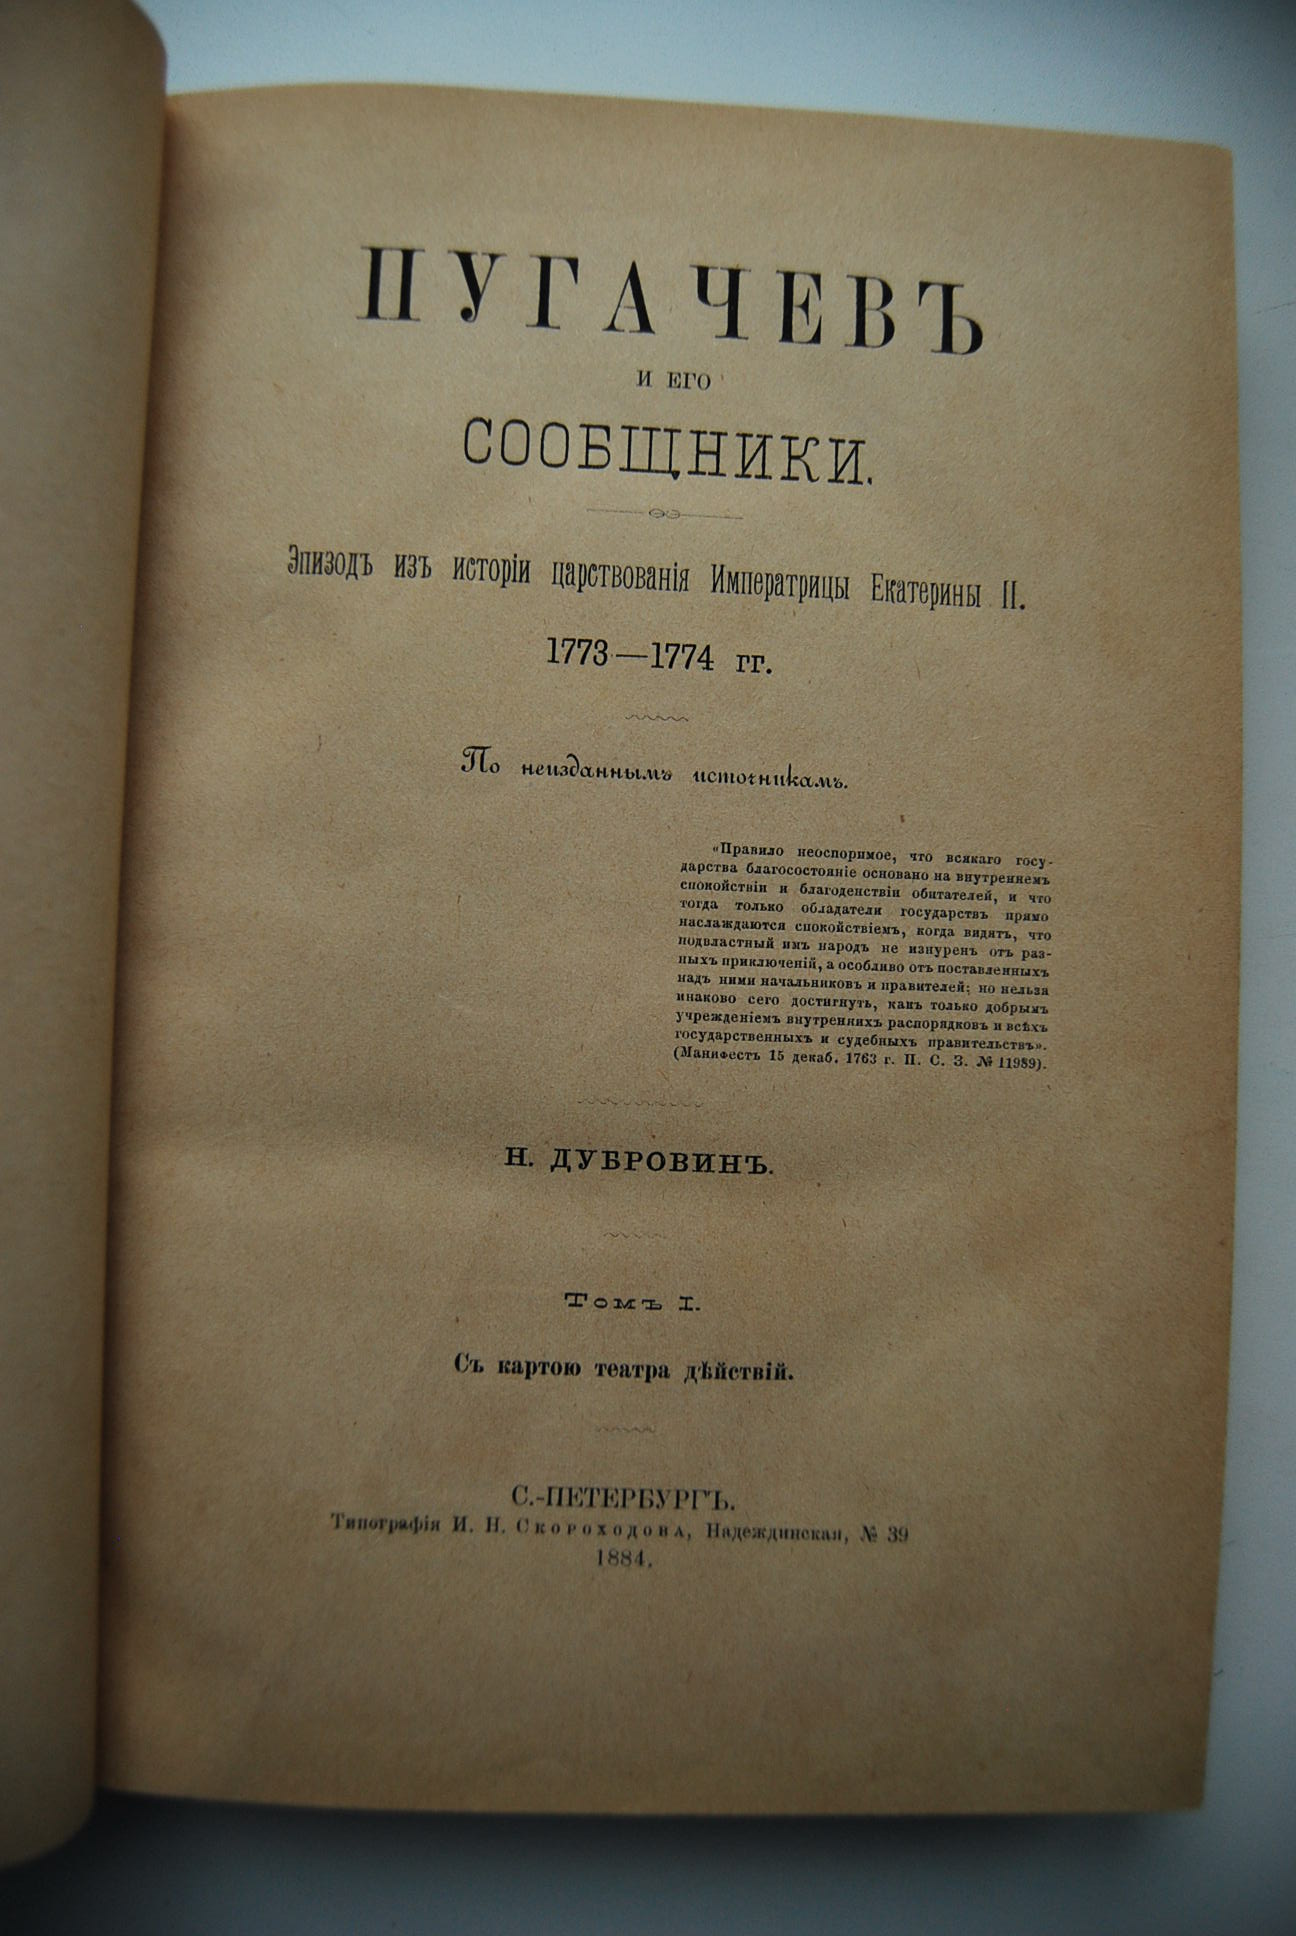 ПУГАЧЕВЪ
И ЕГО
СООБЩНИКИ.
Эпизодъ изъ исторіи царствованія Императрицы Екатерины II.
1773—1774 гг.
По неизданнымъ источникамъ.
«Правило неоспоримое, что всякаго госу-
дарства благосостояніе основано на внутреннемъ
спокойствіи и благоденствіи обитателей, и что
тогда только обладатели государствъ прямо
наслаждаются спокойствіемъ, когда видятъ, что
подвластный имъ народъ не изнуренъ отъ раз-
ныхъ приключеній, а особливо отъ поставленныхъ
надъ ними начальниковъ и правителей; но нельза
инаково сего достигнуть, какъ только добрымъ
учрежденіемъ внутреннихъ распорядковъ и всѣхъ
государственныхъ и судебныхъ правительствъ».
(Манифестъ 15 декаб. 1763 г. П. С. З. № 11989).
Н. ДУБРОВИНЪ.
Томъ I.
Съ картою театра дѣйствій.
С.-ПЕТЕРБУРГЪ.
Типографія И. Н. Скороходова, Надеждинская, № 39
1884.